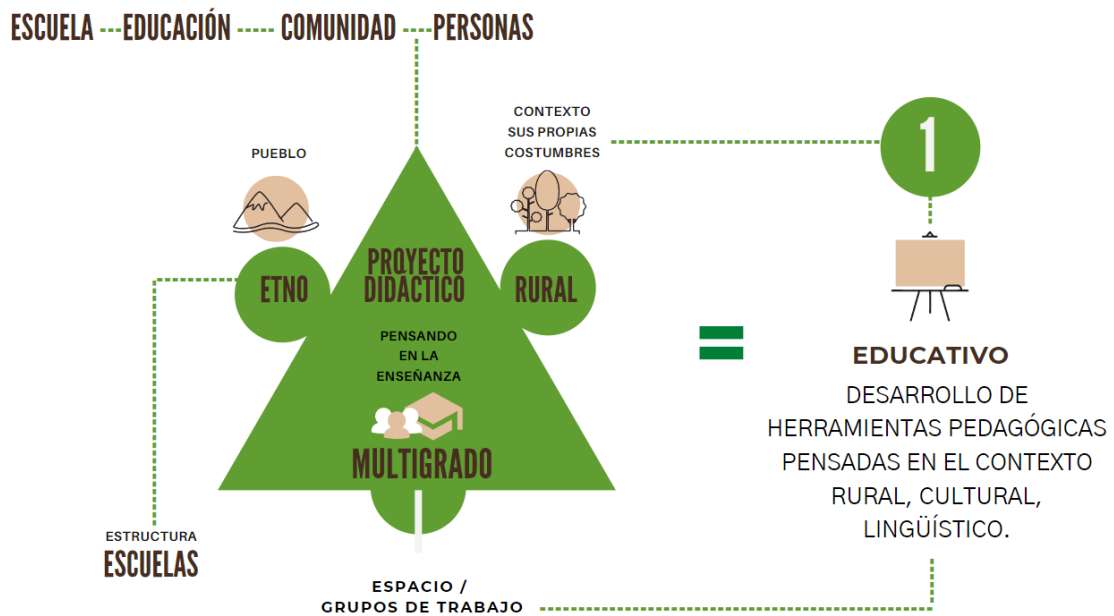 ESCUELA EDUCACIÓN COMUNIDAD PERSONAS
PUEBLO
CONTEXTO
SUS PROPIAS
COSTUMBRES
ETNO
PROYECTO
DIDÁCTICO
RURAL
PENSANDO
EN LA
ENSEÑANZA
MULTIGRADO
ESTRUCTURA
ESCUELAS
ESPACIO /
GRUPOS DE TRABAJO
=
1
EDUCATIVO
DESARROLLO DE
HERRAMIENTAS PEDAGÓGICAS
PENSADAS EN EL CONTEXTO
RURAL, CULTURAL,
LINGÜÍSTICO.